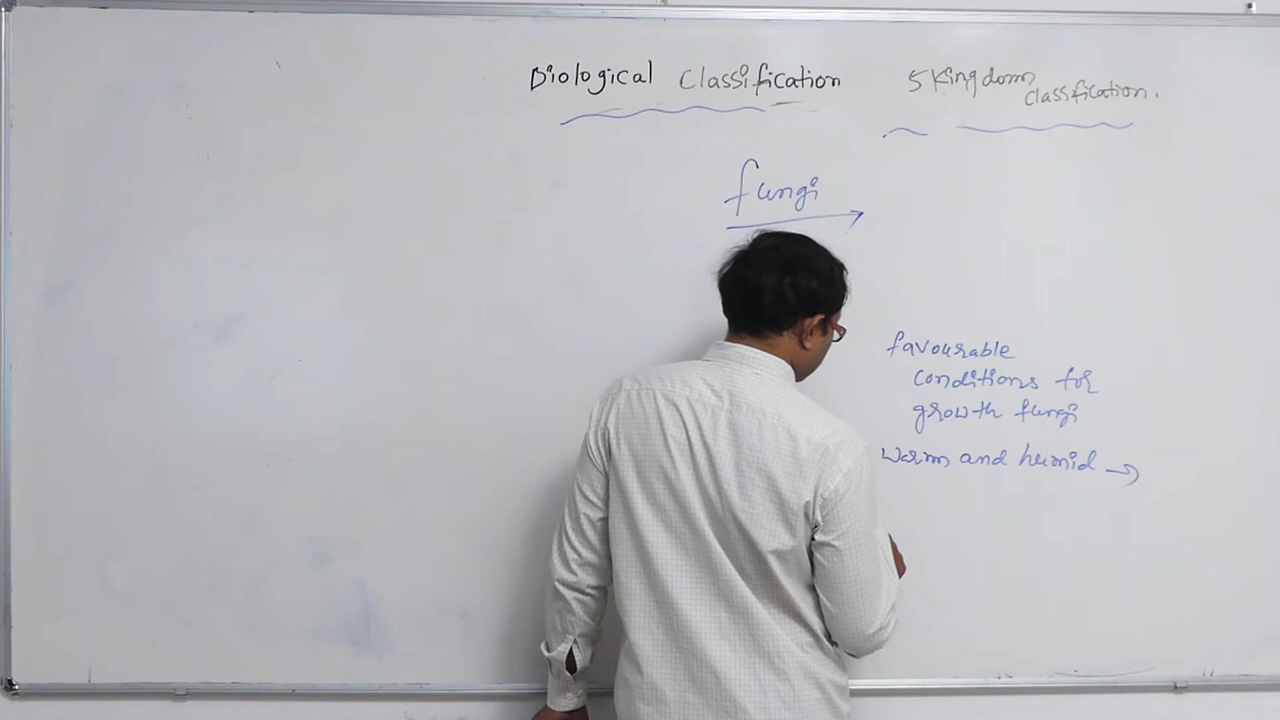 Biological Classification
5 Kingdom
classification.
fungi
favourable
conditions for
growth fungi
warm and humid →